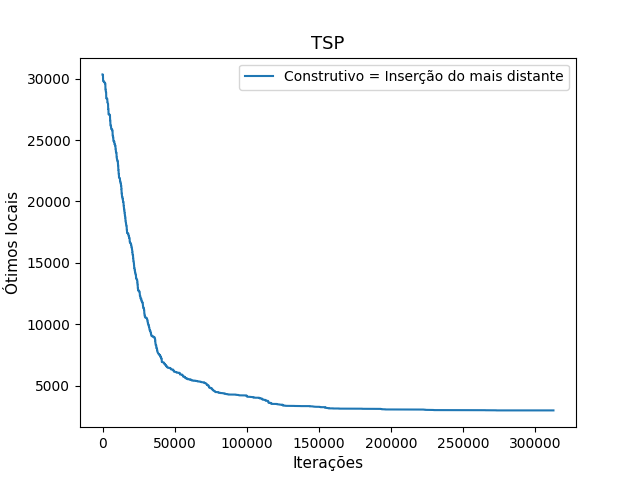 TSP
Construtivo = Inserção do mais distante
30000
25000
20000
15000
10000
5000
Ótimos locais
0 50000 100000 150000 200000 250000 300000
Iterações